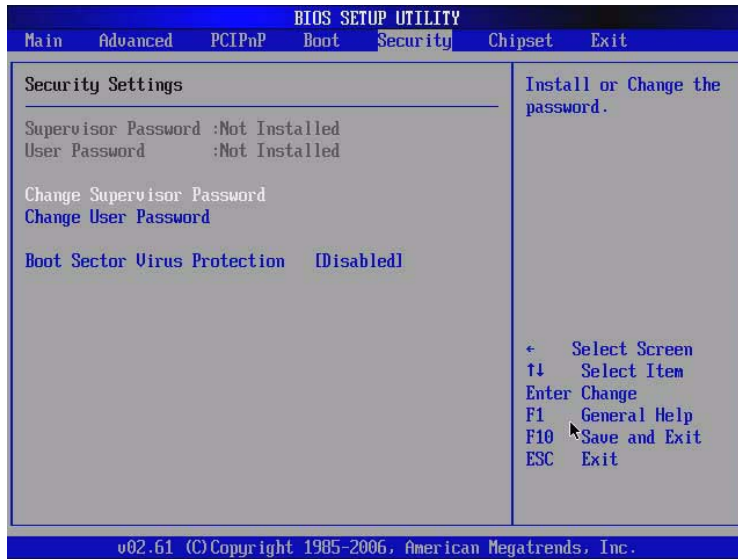 BIOS SETUP UTILITY
Main Advanced PCIPnP Boot Security Chipset Exit
Security Settings
Supervisor Password :Not Installed
User Password :Not Installed
Change Supervisor Password
Change User Password
Boot Sector Virus Protection [Disabled]
Install or Change the
password.
← Select Screen
↑↓ Select Item
Enter Change
F1 General Help
F10 Save and Exit
ESC Exit
v02.61 (C)Copyright 1985-2006, American Megatrends, Inc.